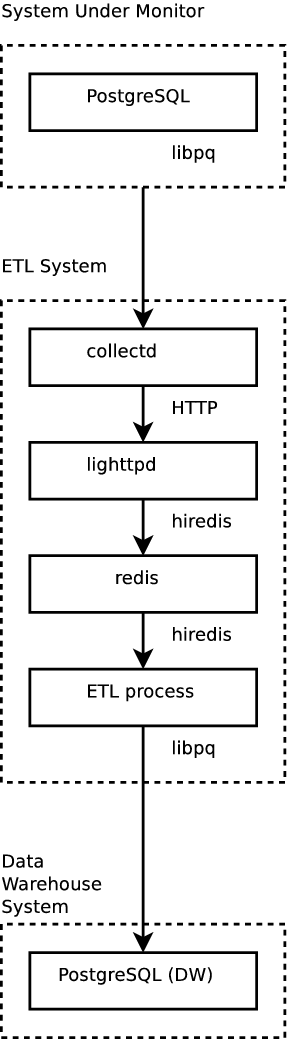 System Under Monitor
PostgreSQL
libpq
ETL System
collectd
HTTP
lighttpd
hiredis
redis
hiredis
ETL process
libpq
Data
Warehouse
System
PostgreSQL (DW)